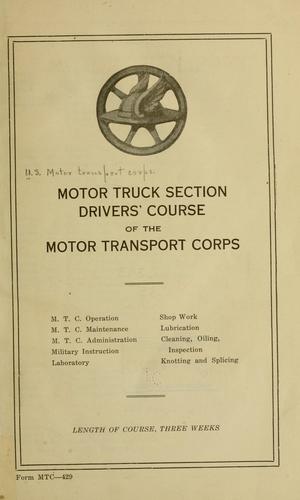 U.S. Motor transport corps.
MOTOR TRUCK SECTION
DRIVERS' COURSE
OF THE
MOTOR TRANSPORT CORPS
M. T. C. Operation
M. T. C. Maintenance
M. T. C. Administration
Military Instruction
Laboratory
Shop Work
Lubrication
Cleaning, Oiling,
Inspection
Knotting and Splicing
LENGTH OF COURSE, THREE WEEKS
Form MTC—429